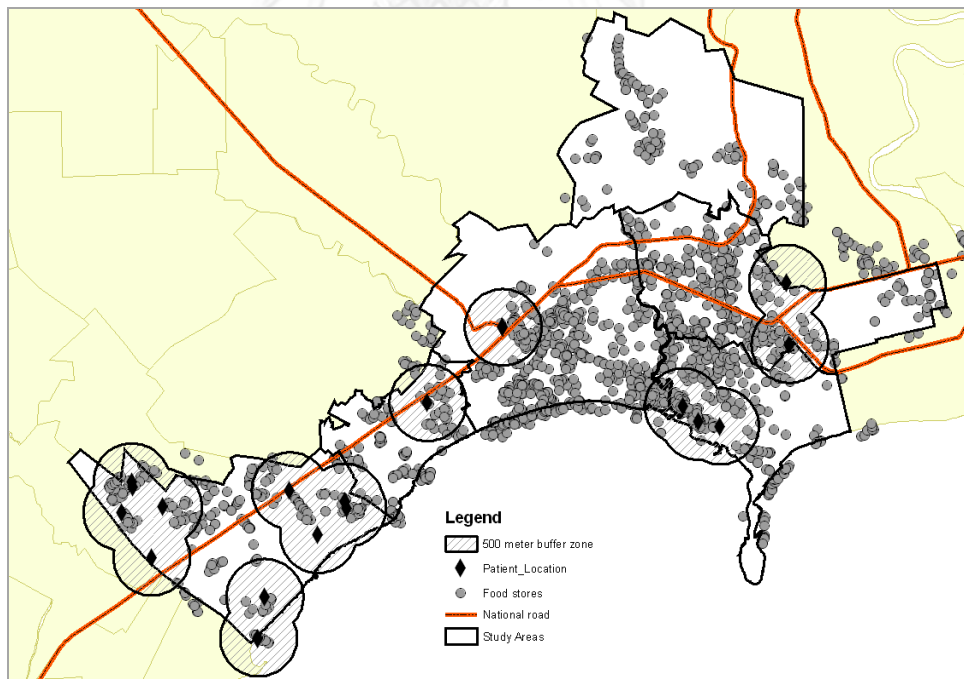 Legend
500 meter buffer zone
Patient_Location
Food stores
National road
Study Areas